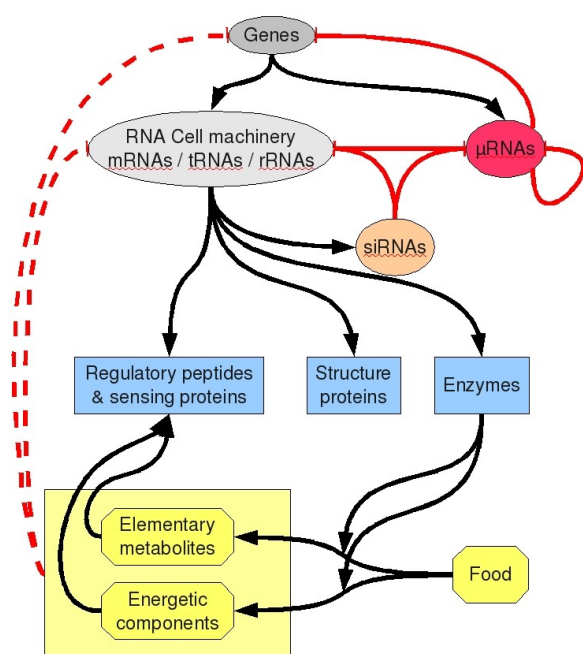 Genes
RNA Cell machinery
mRNAs / tRNAs / rRNAs
µRNAs
siRNAs
Regulatory peptides
& sensing proteins
Structure
proteins
Enzymes
Elementary
metabolites
Food
Energetic
components